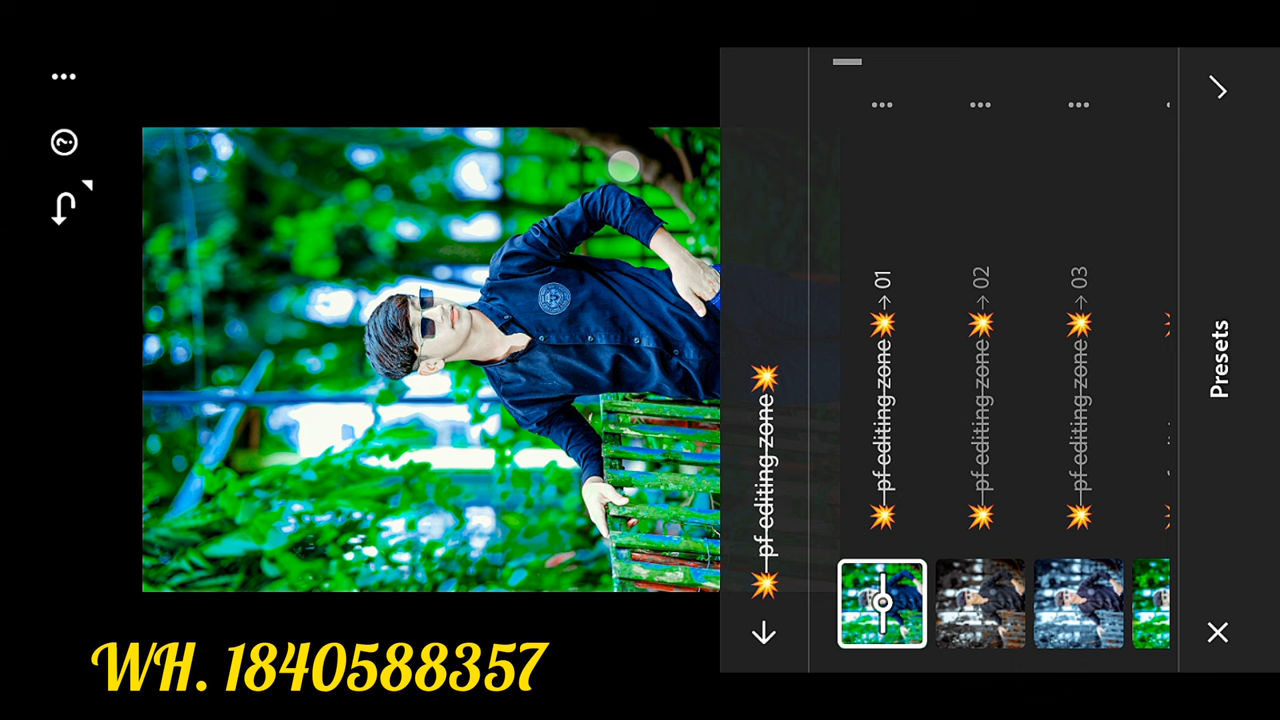 Presets
💥 pf editing zone 💥
💥 pf editing zone 💥→ 01
💥 pf editing zone 💥→ 02
💥 pf editing zone 💥→ 03
WH. 1840588357